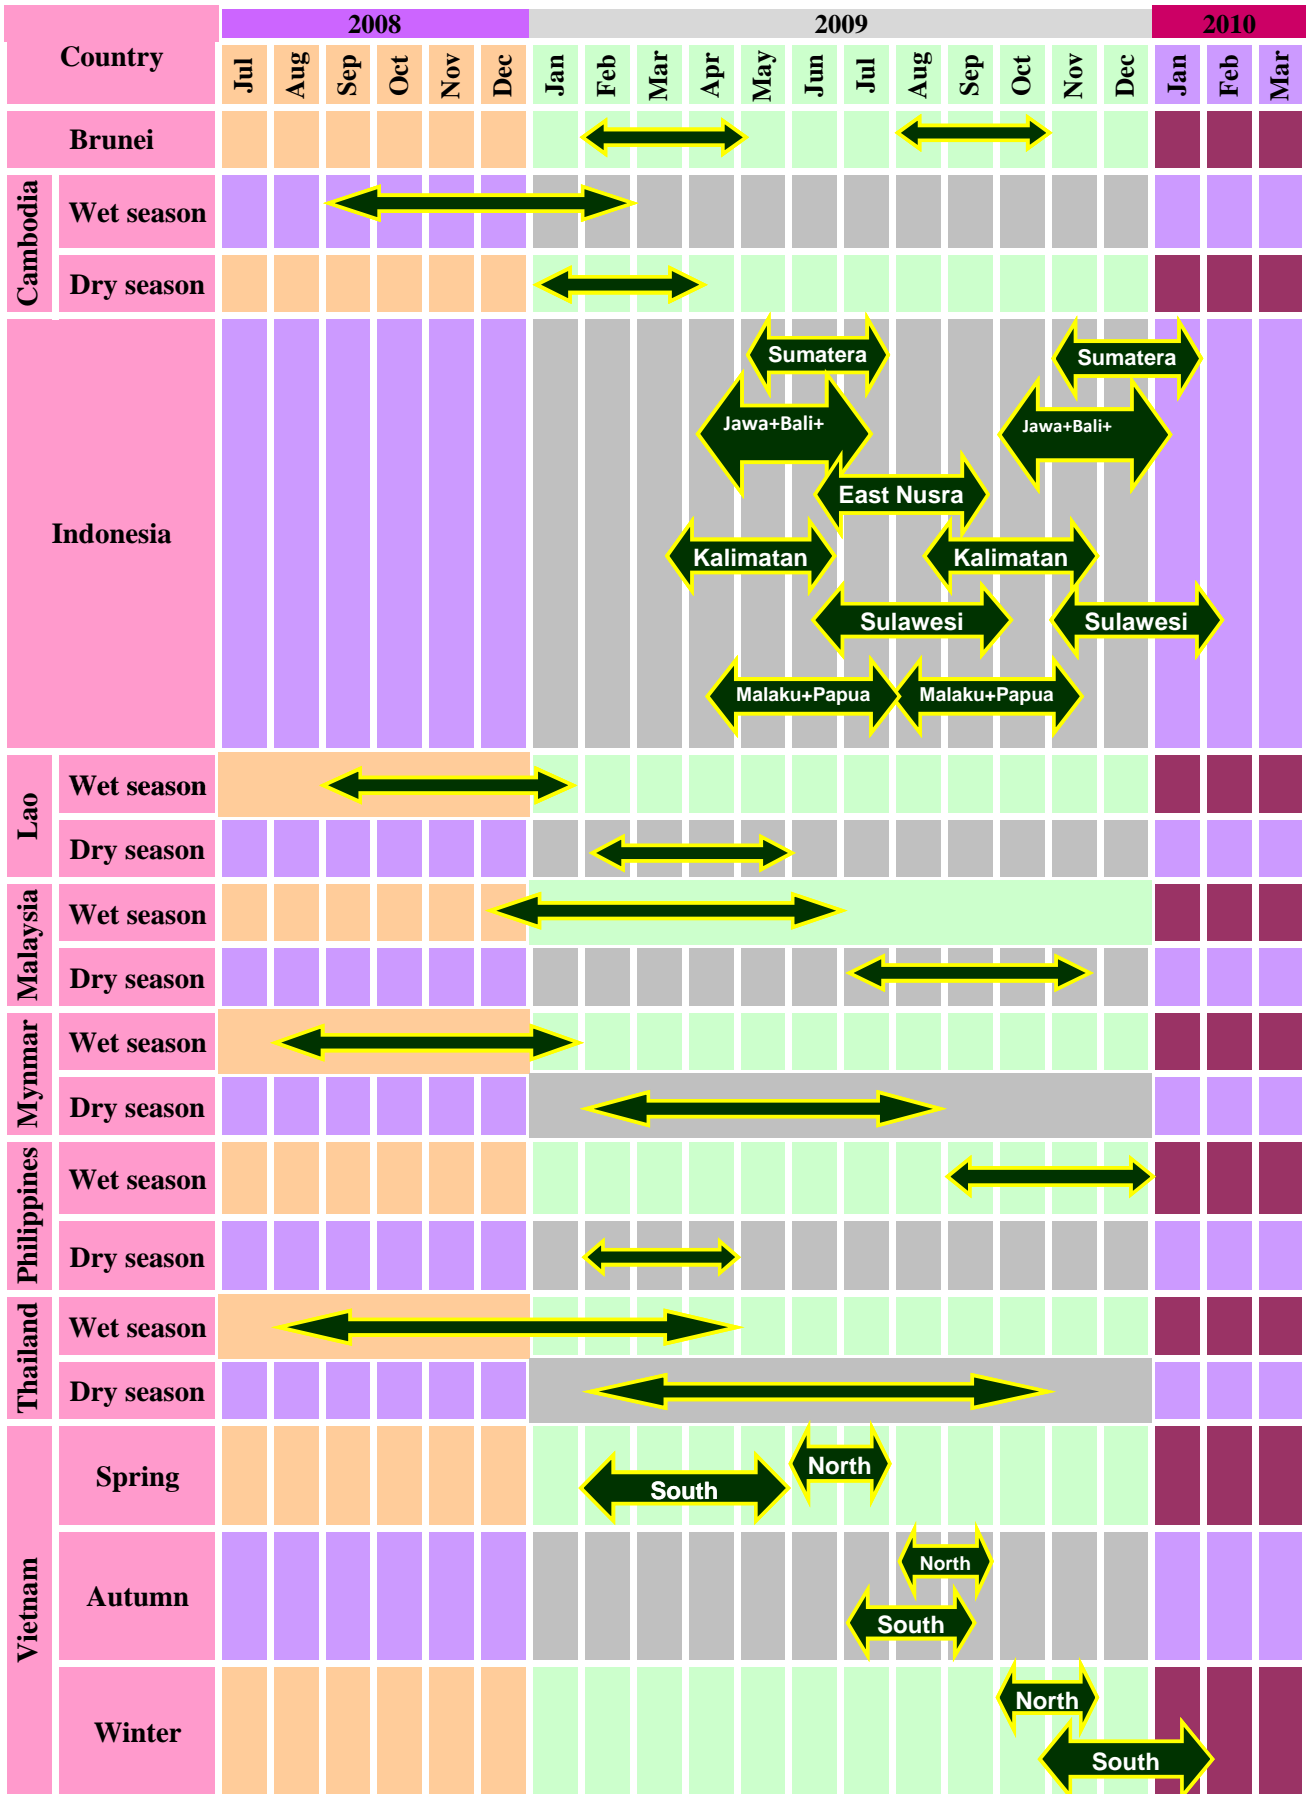 Country
2008
2009
2010
Jul
Aug
Sep
Oct
Nov
Dec
Jan
Feb
Mar
Apr
May
Jun
Jul
Aug
Sep
Oct
Nov
Dec
Jan
Feb
Mar
Brunei
Cambodia
Wet season
Dry season
Indonesia
Sumatera
Sumatera
Jawa+Bali+
Jawa+Bali+
East Nusra
Kalimatan
Kalimatan
Sulawesi
Sulawesi
Malaku+Papua
Malaku+Papua
Lao
Wet season
Dry season
Malaysia
Wet season
Dry season
Mynmar
Wet season
Dry season
Philippines
Wet season
Dry season
Thailand
Wet season
Dry season
Vietnam
Spring
North
South
Autumn
North
South
Winter
North
South